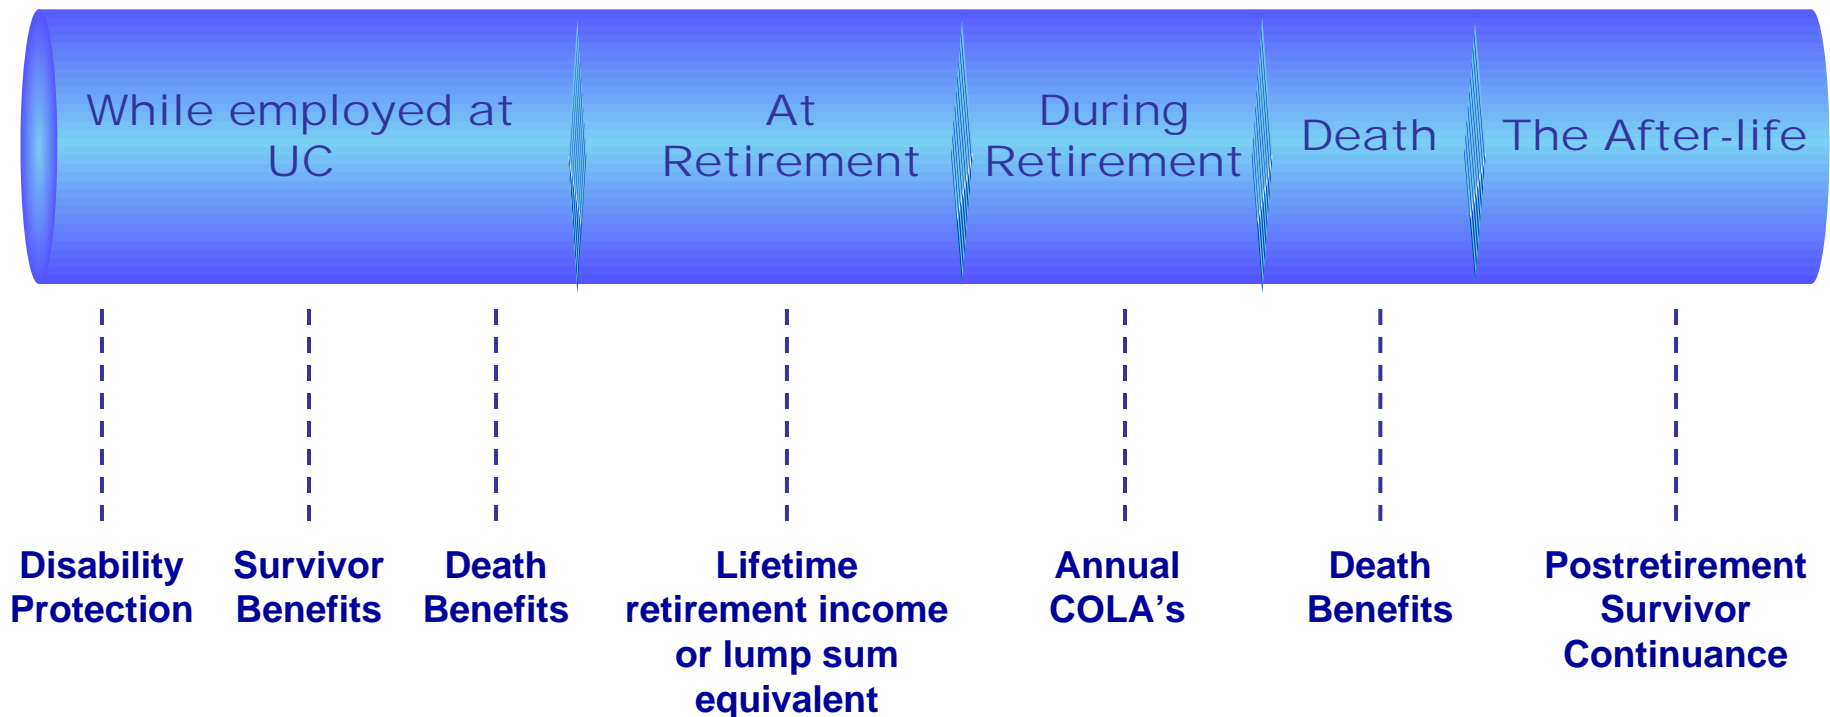 While employed at
UC
At
Retirement
During
Retirement
Death
The After-life
Disability
Protection
Survivor
Benefits
Death
Benefits
Lifetime
retirement income
or lump sum
equivalent
Annual
COLA's
Death
Benefits
Postretirement
Survivor
Continuance